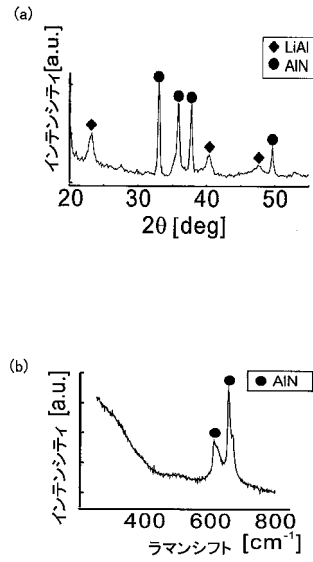 (a)
インテンシティ[a.u.]
◆ LiAl
● AlN
20 30 40 50
2θ [deg]
(b)
インテンシティ [a.u.]
● AlN
400 600 800
ラマンシフト [cm⁻¹]